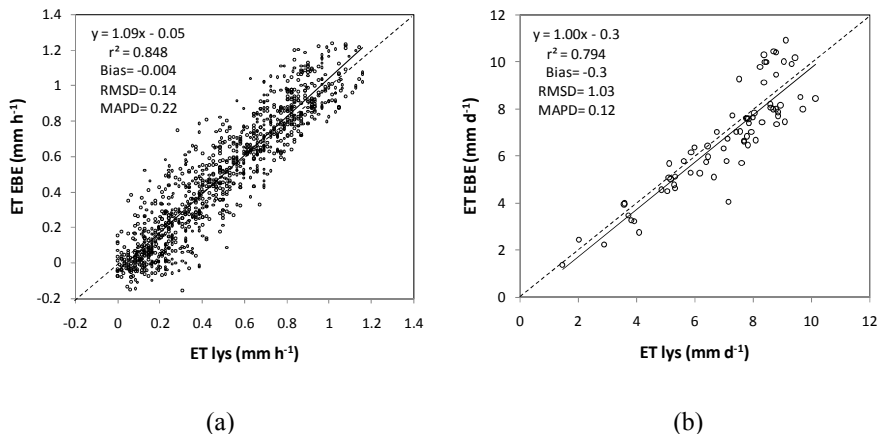 y = 1.09x - 0.05
r² = 0.848
Bias= -0.004
RMSD= 0.14
MAPD= 0.22
ET EBE (mm h⁻¹)
1.4
1.2
1
0.8
0.6
0.4
0.2
0
-0.2
-0.2 0 0.2 0.4 0.6 0.8 1 1.2 1.4
ET lys (mm h⁻¹)
(a)
y = 1.00x - 0.3
r² = 0.794
Bias= -0.3
RMSD= 1.03
MAPD= 0.12
ET EBE (mm d⁻¹)
12
10
8
6
4
2
0
0 2 4 6 8 10 12
ET lys (mm d⁻¹)
(b)